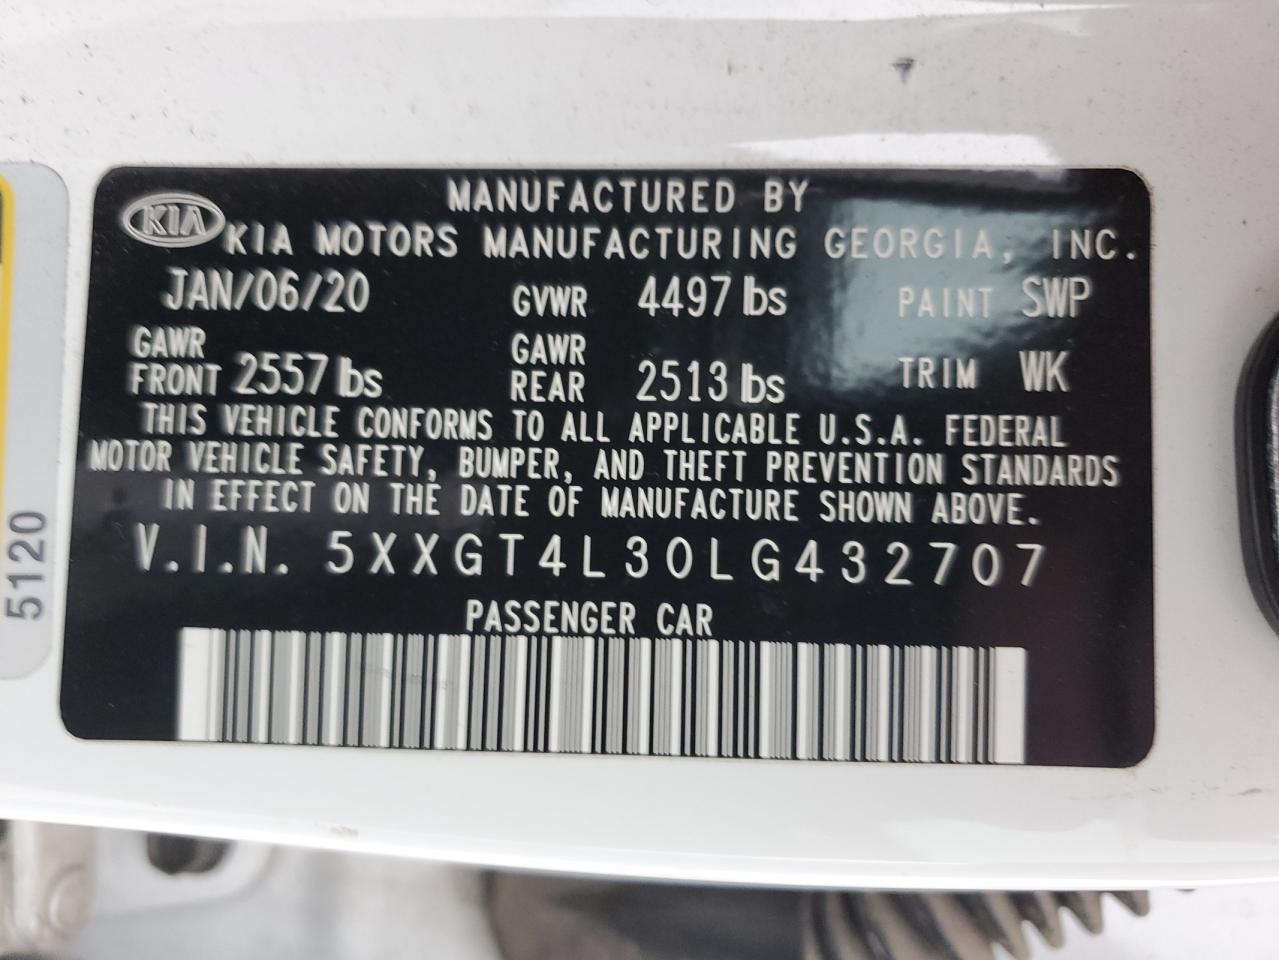 MANUFACTURED BY
KIA
KIA MOTORS MANUFACTURING GEORGIA, INC.
JAN/06/20 GVWR 4497 lbs PAINT SWP
GAWR FRONT 2557 lbs GAWR REAR 2513 lbs TRIM WK
THIS VEHICLE CONFORMS TO ALL APPLICABLE U.S.A. FEDERAL
MOTOR VEHICLE SAFETY, BUMPER, AND THEFT PREVENTION STANDARDS
IN EFFECT ON THE DATE OF MANUFACTURE SHOWN ABOVE.
V.I.N. 5XXGT4L30LG432707
PASSENGER CAR
5120